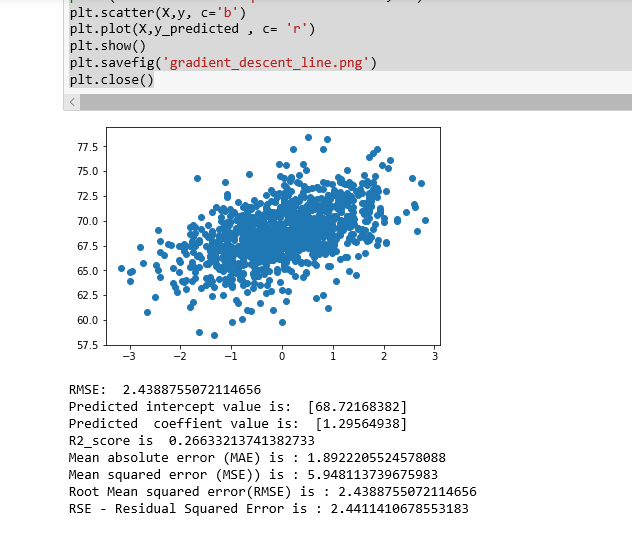 plt.scatter(X,y, c='b')
plt.plot(X,y_predicted , c= 'r')
plt.show()
plt.savefig('gradient_descent_line.png')
plt.close()
77.5
75.0
72.5
70.0
67.5
65.0
62.5
60.0
57.5
−3 −2 −1 0 1 2 3
RMSE:  2.4388755072114656
Predicted intercept value is:  [68.72168382]
Predicted  coeffient value is:  [1.29564938]
R2_score is  0.26633213741382733
Mean absolute error (MAE) is : 1.8922205524578088
Mean squared error (MSE)) is : 5.948113739675983
Root Mean squared error(RMSE) is : 2.4388755072114656
RSE - Residual Squared Error is : 2.4411410678553183